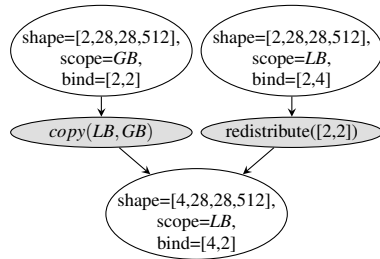 shape=[2,28,28,512],
scope=GB,
bind=[2,2]
shape=[2,28,28,512],
scope=LB,
bind=[2,4]
copy(LB,GB)
redistribute([2,2])
shape=[4,28,28,512],
scope=LB,
bind=[4,2]